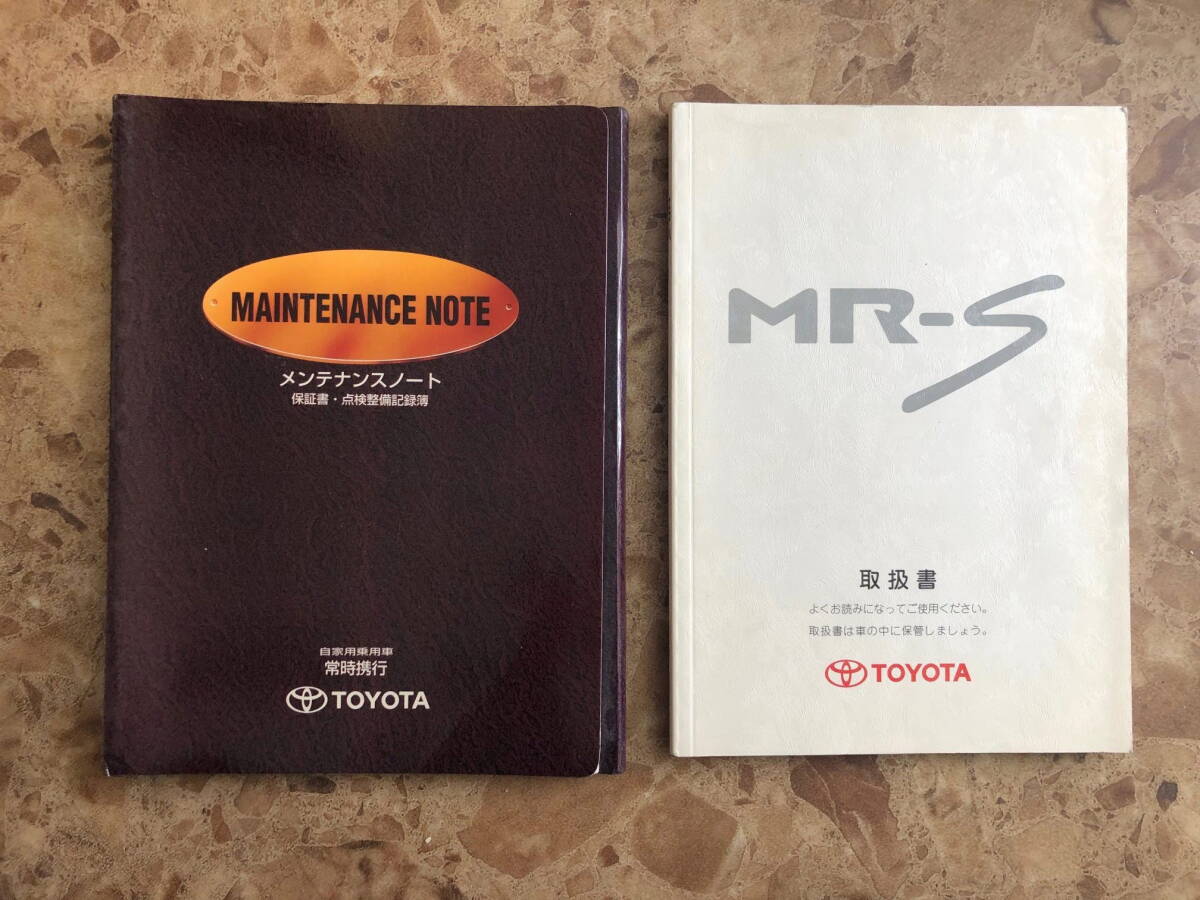 MAINTENANCE NOTE
メンテナンスノート
保証書・点検整備記録簿
自家用乗用車
常時携行
TOYOTA
MR-S
取扱書
よくお読みになってご使用ください。
取扱書は車の中に保管しましょう。
TOYOTA